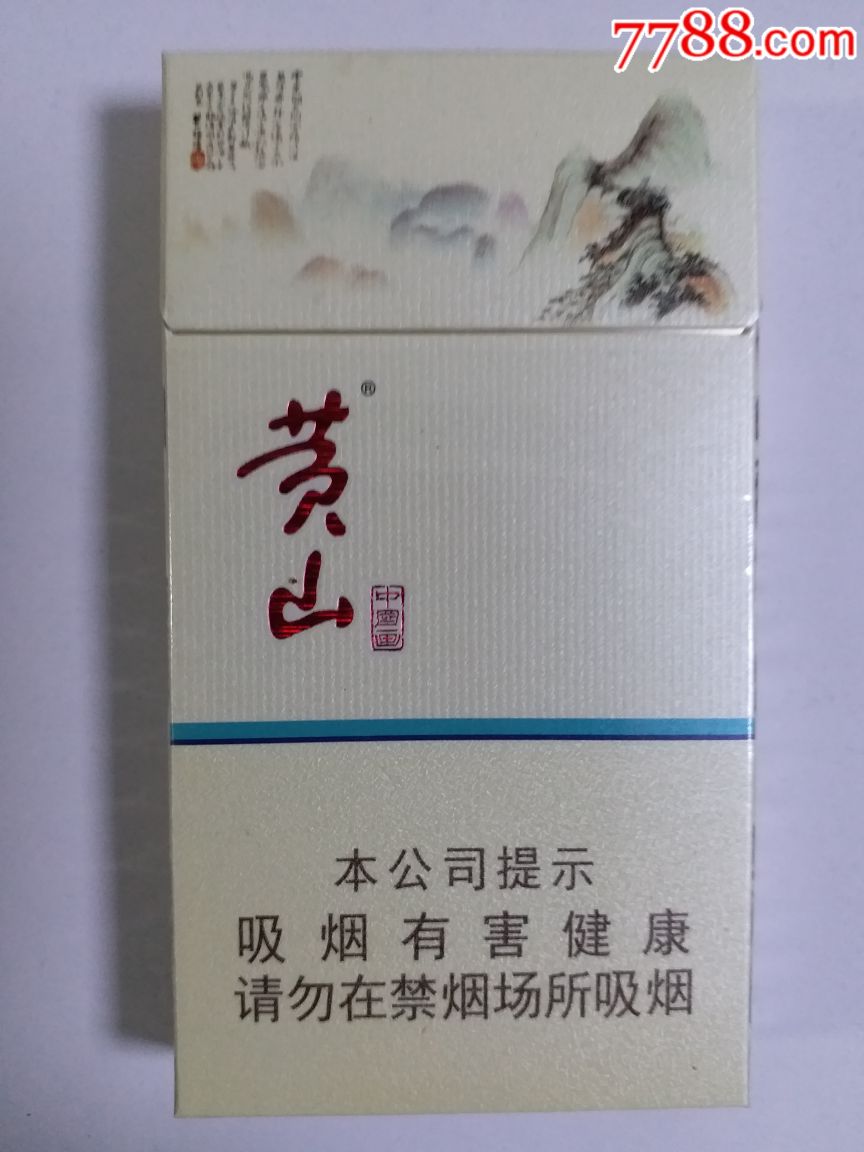 7788.com
黄山®
中国画
本公司提示
吸烟有害健康
请勿在禁烟场所吸烟